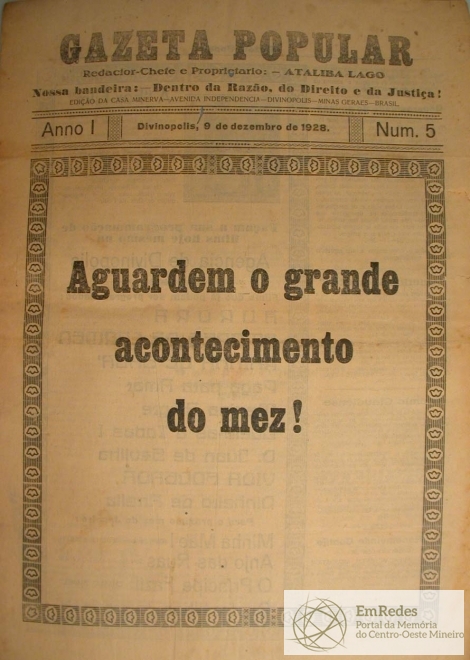 GAZETA POPULAR
Redactor-Chefe e Proprietario: — ATALIBA LAGO
Nossa bandeira: — Dentro da Razão, do Direito e da Justiça!
EDIÇÃO DA CASA MINERVA—AVENIDA INDEPENDENCIA—DIVINOPOLIS—MINAS GERAES—BRASIL.
Anno I
Divinopolis, 9 de dezembro de 1928.
Num. 5
Aguardem o grande
acontecimento
do mez!
EmRedes
Portal da Memória
do Centro-Oeste Mineiro